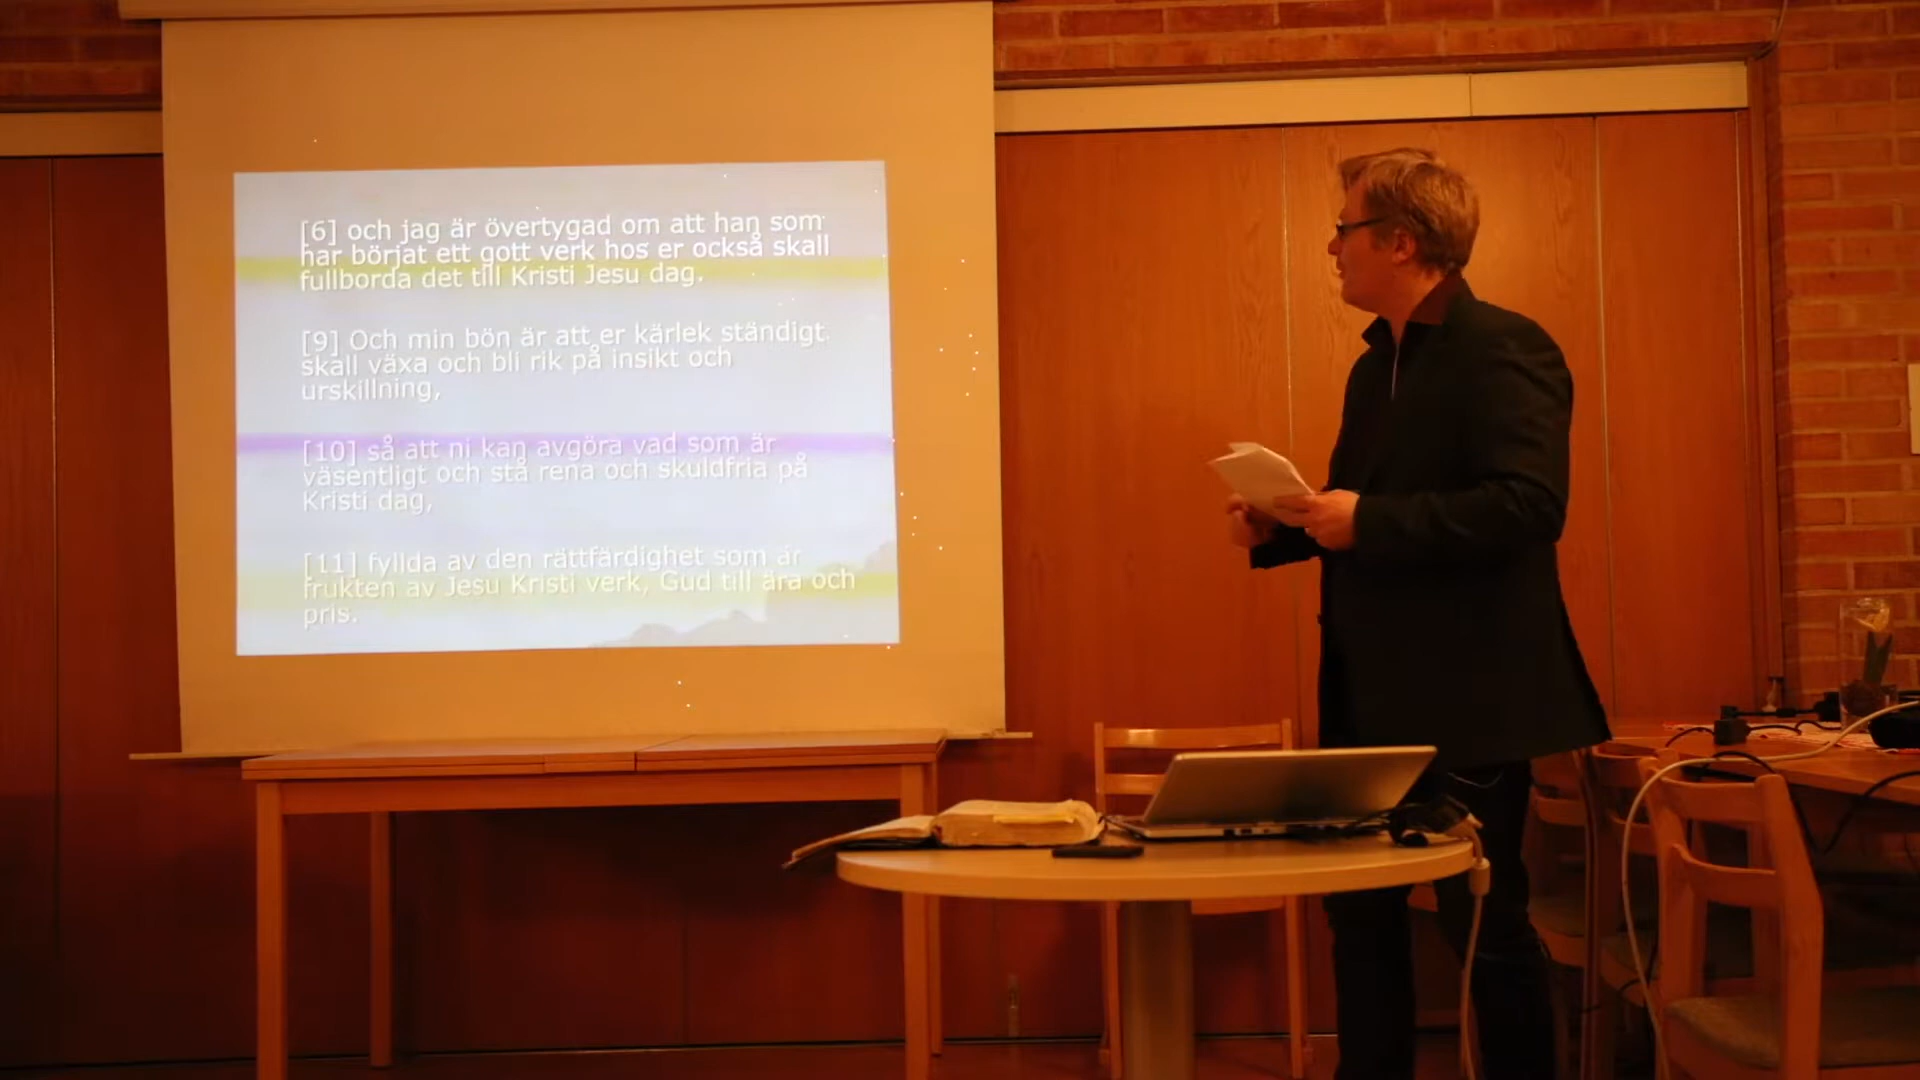 [6] och jag är övertygad om att han som
har börjat ett gott verk hos er också skall
fullborda det till Kristi Jesu dag.
[9] Och min bön är att er kärlek ständigt
skall växa och bli rik på insikt och
urskillning,
[10] så att ni kan avgöra vad som är
väsentligt och stå rena och skuldfria på
Kristi dag,
[11] fyllda av den rättfärdighet som är
frukten av Jesu Kristi verk, Gud till ära och
pris.